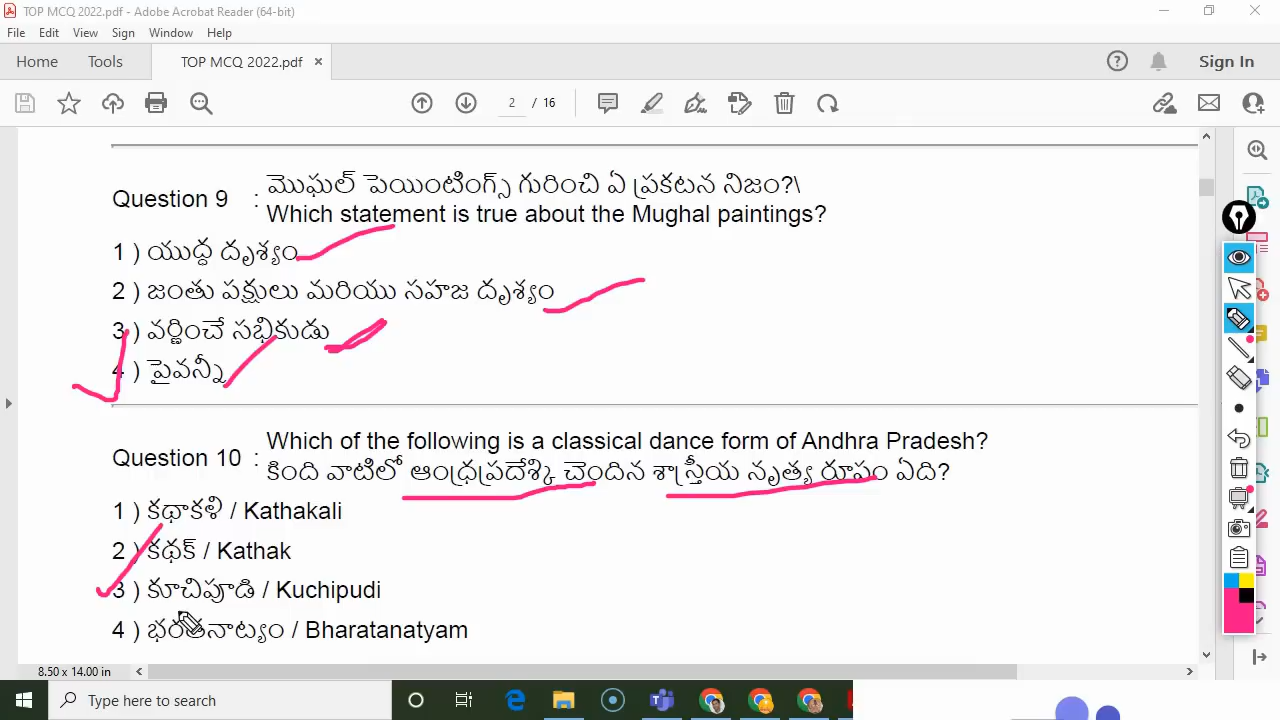 TOP MCQ 2022.pdf - Adobe Acrobat Reader (64-bit)
File Edit View Sign Window Help
Home Tools TOP MCQ 2022.pdf × Sign In
2 / 16
Question 9 : మొఘల్ పెయింటింగ్స్ గురించి ఏ ప్రకటన నిజం?\
Which statement is true about the Mughal paintings?
1 ) యుద్ధ దృశ్యం
2 ) జంతు పక్షులు మరియు సహజ దృశ్యం
3 ) వర్ణించే సభికుడు
4 ) పైవన్నీ
Question 10 : Which of the following is a classical dance form of Andhra Pradesh?
కింది వాటిలో ఆంధ్రప్రదేశ్కి చెందిన శాస్త్రీయ నృత్య రూపం ఏది?
1 ) కథాకళి / Kathakali
2 ) కథక్ / Kathak
3 ) కూచిపూడి / Kuchipudi
4 ) భరతనాట్యం / Bharatanatyam
8.50 x 14.00 in
Type here to search